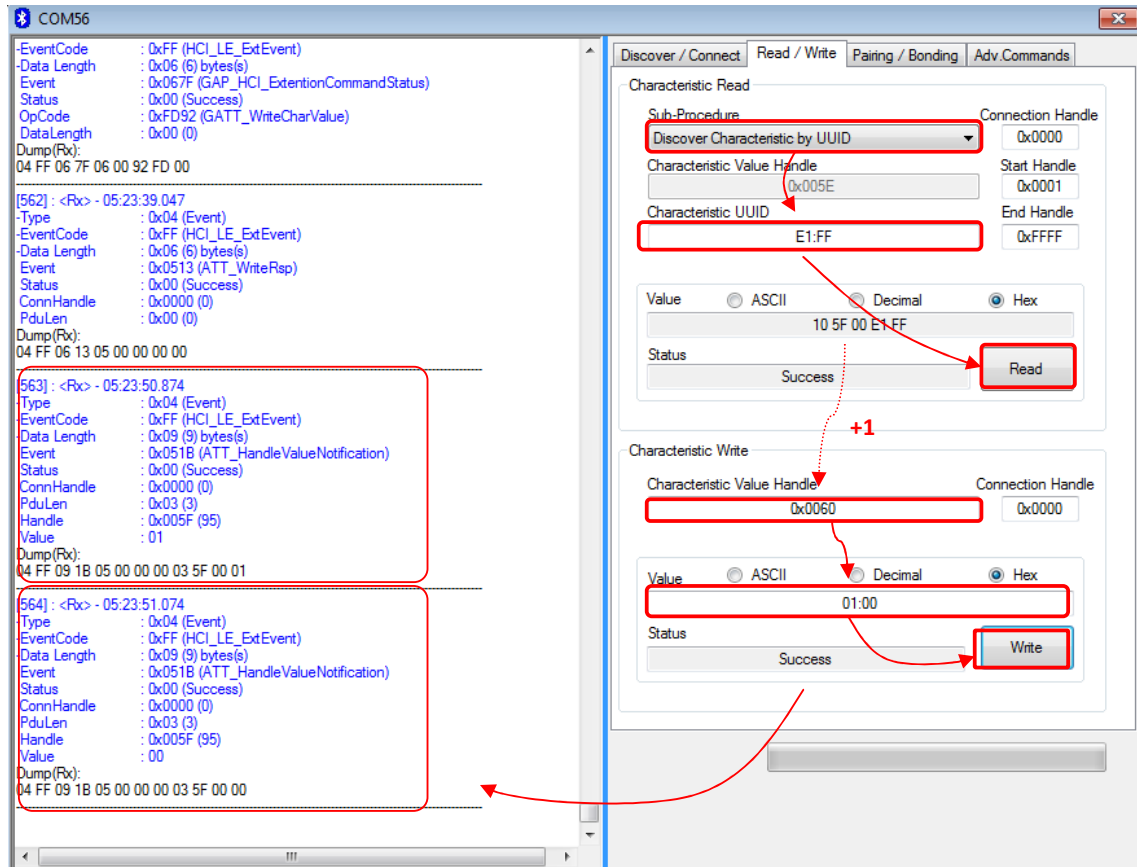 COM56
-EventCode : 0xFF (HCI_LE_ExtEvent)
-Data Length : 0x06 (6) bytes(s)
Event : 0x067F (GAP_HCI_ExtentionCommandStatus)
Status : 0x00 (Success)
OpCode : 0xFD92 (GATT_WriteCharValue)
DataLength : 0x00 (0)
Dump(Rx):
04 FF 06 7F 06 00 92 FD 00
[562] : <Rx> - 05:23:39.047
-Type : 0x04 (Event)
-EventCode : 0xFF (HCI_LE_ExtEvent)
-Data Length : 0x06 (6) bytes(s)
Event : 0x0513 (ATT_WriteRsp)
Status : 0x00 (Success)
ConnHandle : 0x0000 (0)
PduLen : 0x00 (0)
Dump(Rx):
04 FF 06 13 05 00 00 00 00
[563] : <Rx> - 05:23:50.874
-Type : 0x04 (Event)
-EventCode : 0xFF (HCI_LE_ExtEvent)
-Data Length : 0x09 (9) bytes(s)
Event : 0x051B (ATT_HandleValueNotification)
Status : 0x00 (Success)
ConnHandle : 0x0000 (0)
PduLen : 0x03 (3)
Handle : 0x005F (95)
Value : 01
Dump(Rx):
04 FF 09 1B 05 00 00 00 03 5F 00 01
[564] : <Rx> - 05:23:51.074
-Type : 0x04 (Event)
-EventCode : 0xFF (HCI_LE_ExtEvent)
-Data Length : 0x09 (9) bytes(s)
Event : 0x051B (ATT_HandleValueNotification)
Status : 0x00 (Success)
ConnHandle : 0x0000 (0)
PduLen : 0x03 (3)
Handle : 0x005F (95)
Value : 00
Dump(Rx):
04 FF 09 1B 05 00 00 00 03 5F 00 00
Discover / Connect Read / Write Pairing / Bonding Adv.Commands
Characteristic Read
Sub-Procedure Connection Handle
Discover Characteristic by UUID 0x0000
Characteristic Value Handle Start Handle
0x005E 0x0001
Characteristic UUID End Handle
E1:FF 0xFFFF
Value ASCII Decimal Hex
10 5F 00 E1 FF
Status
Success Read
+1
Characteristic Write
Characteristic Value Handle Connection Handle
0x0060 0x0000
Value ASCII Decimal Hex
01:00
Status
Success Write